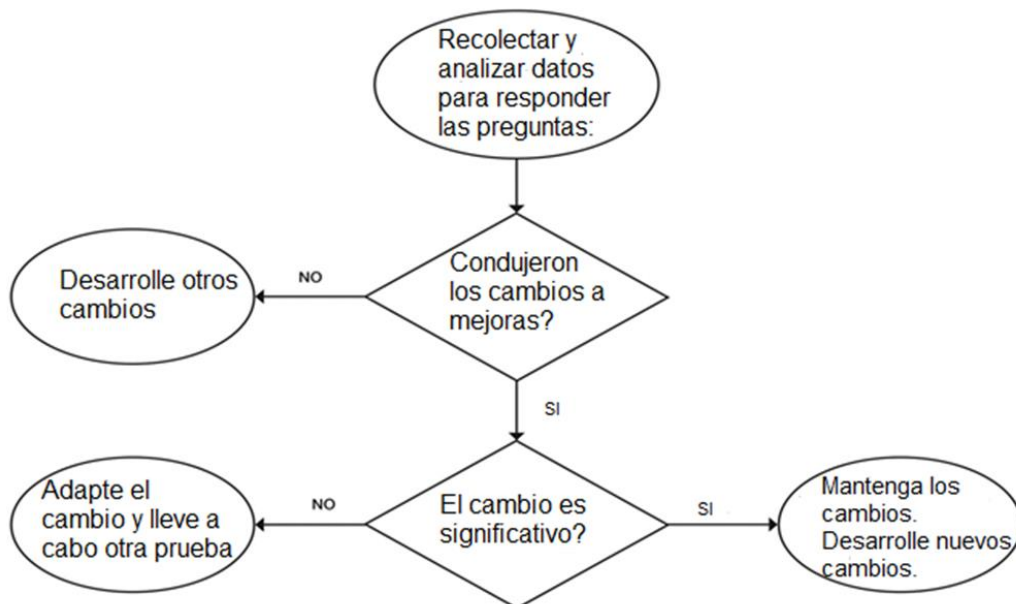 Recolectar y
analizar datos
para responder
las preguntas:
Condujeron
los cambios a
mejoras?
NO
Desarrolle otros
cambios
SI
El cambio es
significativo?
NO
Adapte el
cambio y lleve a
cabo otra prueba
SI
Mantenga los
cambios.
Desarrolle nuevos
cambios.